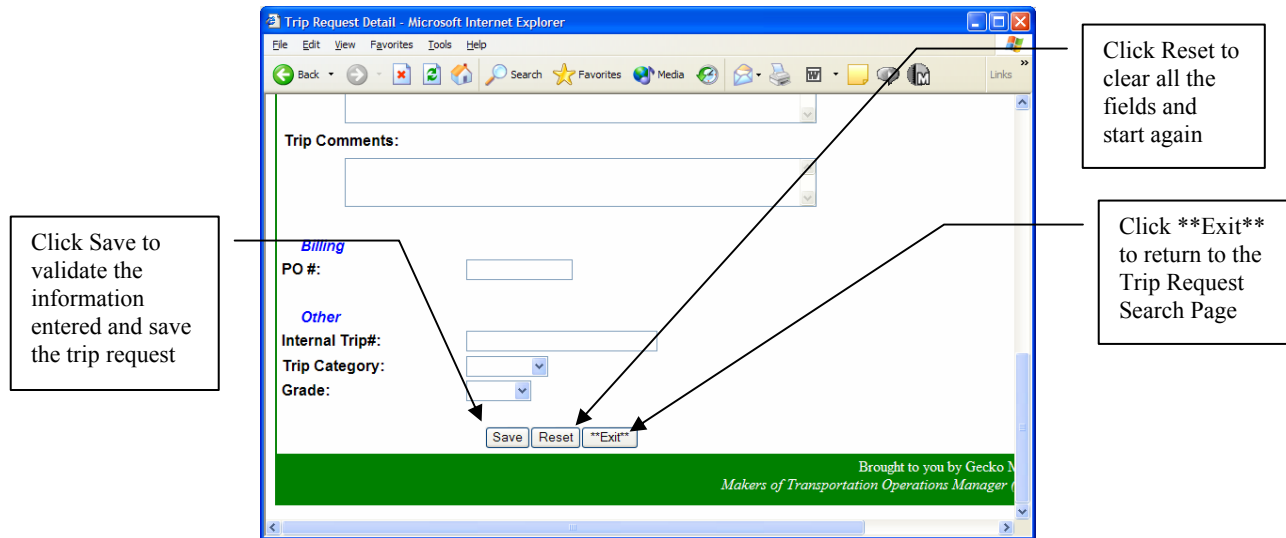 Trip Request Detail - Microsoft Internet Explorer
File Edit View Favorites Tools Help
Back Search Favorites Media Links
Trip Comments:
Billing
PO #:
Other
Internal Trip#:
Trip Category:
Grade:
Save Reset **Exit**
Brought to you by Gecko M
Makers of Transportation Operations Manager (
Click Save to
validate the
information
entered and save
the trip request
Click Reset to
clear all the
fields and
start again
Click **Exit**
to return to the
Trip Request
Search Page